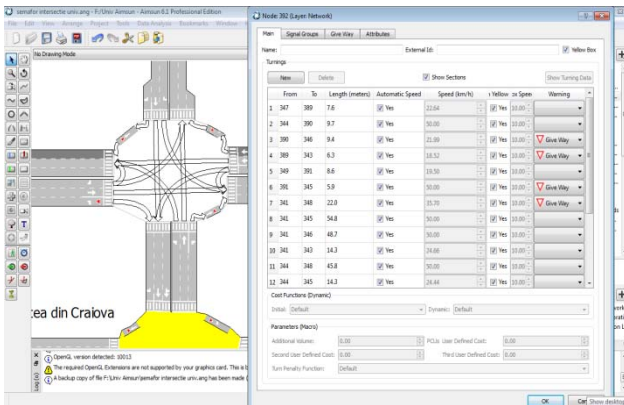 semafor intersectie univ.ang - Aimsun 6.2 Professional Edition
File Edit View Arrange Project Tools Data Analysis Bookmarks Window
No Drawing Mode
ea din Craiova
OpenGL version detected: 10013
The required OpenGL Extensions are not supported by your graphics card. This is b
A backup copy of file F:\Univ Aimsun\semafor intersectie univ.ang has been made (
Log
Node 392 (Layer: Network)
Main Signal Groups Give Way Attributes
Name: External Id: Yellow Box
Turnings
New Delete Show Sections Show Turning Data
From To Length (meters) Automatic Speed Speed (km/h) Yellow Speed Warning
1 347 389 7.6 Yes 22.64 Yes 10.00
2 344 390 9.7 Yes 50.00 Yes 10.00
3 390 346 9.4 Yes 21.99 Yes 10.00 Give Way
4 389 343 6.3 Yes 18.52 Yes 10.00 Give Way
5 349 391 8.6 Yes 19.50 Yes 10.00
6 391 345 5.9 Yes 50.00 Yes 10.00 Give Way
7 341 348 22.0 Yes 35.70 Yes 10.00 Give Way
8 341 345 54.8 Yes 50.00 Yes 10.00
9 341 346 48.7 Yes 50.00 Yes 10.00
10 341 343 14.3 Yes 24.66 Yes 10.00
11 344 348 45.8 Yes 50.00 Yes 10.00
12 344 345 14.3 Yes 24.44 Yes 10.00
Cost Functions (Dynamic)
Initial: Default Dynamic: Default
Parameters (Macro)
Additional Volume: 0.00 PCUs User Defined Cost: 0.00
Second User Defined Cost: 0.00 Third User Defined Cost: 0.00
Turn Penalty Function: Default
OK Can Show desktop